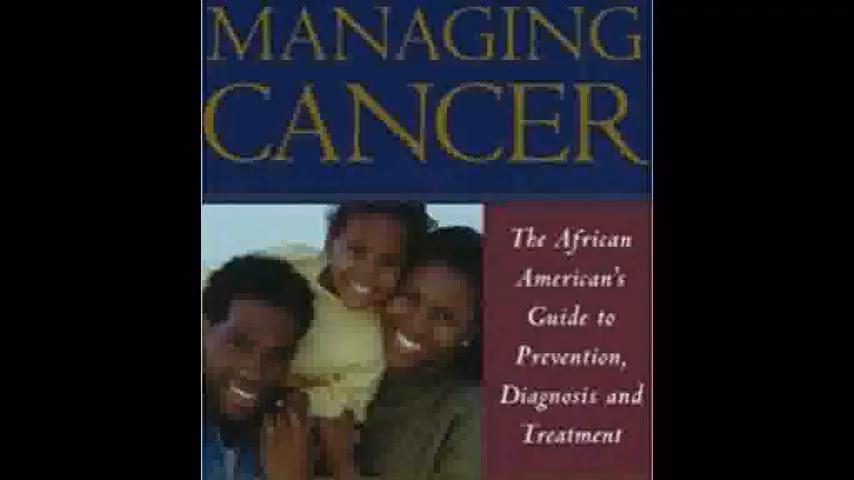 MANAGING
CANCER
The African
American's
Guide to
Prevention,
Diagnosis and
Treatment